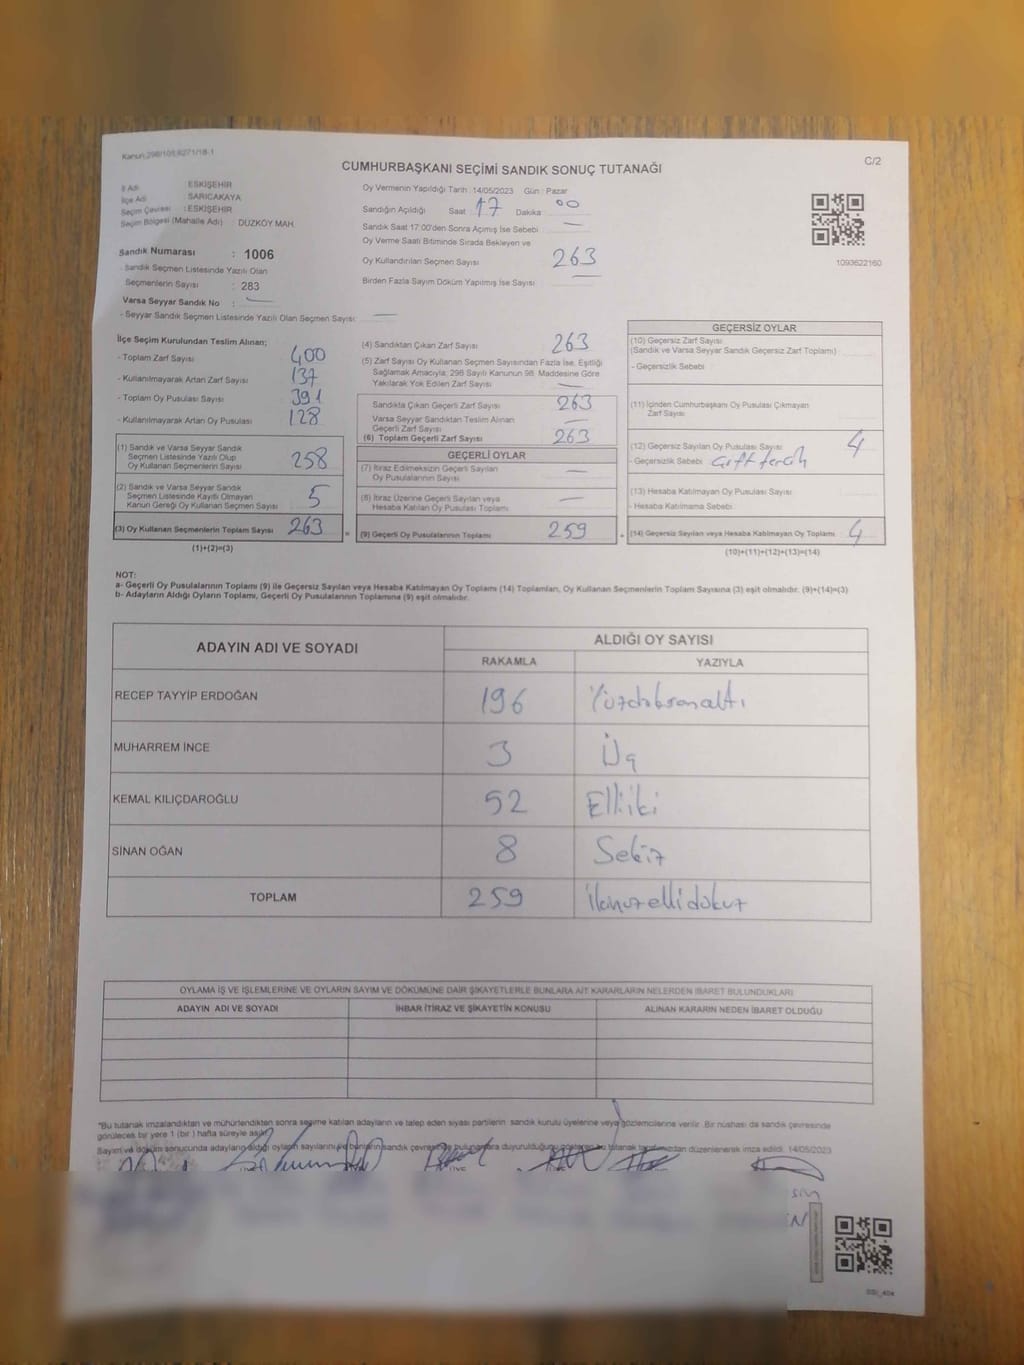 Kanun:298/105,6271/18-1
C/2
CUMHURBAŞKANI SEÇİMİ SANDIK SONUÇ TUTANAĞI
İl Adı : ESKİŞEHİR
İlçe Adı : SARICAKAYA
Seçim Çevresi : ESKİŞEHİR
Seçim Bölgesi (Mahalle Adı) : DÜZKÖY MAH.
Sandık Numarası : 1006
- Sandık Seçmen Listesinde Yazılı Olan
Seçmenlerin Sayısı : 283
Varsa Seyyar Sandık No : —
- Seyyar Sandık Seçmen Listesinde Yazılı Olan Seçmen Sayısı: —
Oy Vermenin Yapıldığı Tarih :14/05/2023 Gün : Pazar
Sandığın Açıldığı Saat 17 Dakika 00
Sandık Saat 17:00'den Sonra Açımış İse Sebebi : —
Oy Verme Saati Bitiminde Sırada Bekleyen ve
Oy Kullandırılan Seçmen Sayısı 263
Birden Fazla Sayım Döküm Yapılmış İse Sayısı : —
1093622160
İlçe Seçim Kurulundan Teslim Alınan;
- Toplam Zarf Sayısı 400
- Kullanılmayarak Artan Zarf Sayısı 137
- Toplam Oy Pusulası Sayısı 391
- Kullanılmayarak Artan Oy Pusulası 128
(1) Sandık ve Varsa Seyyar Sandık
Seçmen Listesinde Yazılı Olup
Oy Kullanan Seçmenlerin Sayısı 258
(2) Sandık ve Varsa Seyyar Sandık
Seçmen Listesinde Kayıtlı Olmayan
Kanun Gereği Oy Kullanan Seçmen Sayısı 5
(3) Oy Kullanan Seçmenlerin Toplam Sayısı 263
(1)+(2)=(3)
(4) Sandıktan Çıkan Zarf Sayısı 263
(5) Zarf Sayısı Oy Kullanan Seçmen Sayısından Fazla İse, Eşitliği
Sağlamak Amacıyla; 298 Sayılı Kanunun 98. Maddesine Göre
Yakılarak Yok Edilen Zarf Sayısı —
Sandıkta Çıkan Geçerli Zarf Sayısı 263
Varsa Seyyar Sandıktan Teslim Alınan
Geçerli Zarf Sayısı —
(6) Toplam Geçerli Zarf Sayısı 263
GEÇERLİ OYLAR
(7) İtiraz Edilmeksizin Geçerli Sayılan
Oy Pusulalarının Sayısı —
(8) İtiraz Üzerine Geçerli Sayılan veya
Hesaba Katılan Oy Pusulası Toplamı —
(9) Geçerli Oy Pusulalarının Toplamı 259
GEÇERSİZ OYLAR
(10) Geçersiz Zarf Sayısı
(Sandık ve Varsa Seyyar Sandık Geçersiz Zarf Toplamı)
- Geçersizlik Sebebi
(11) İçinden Cumhurbaşkanı Oy Pusulası Çıkmayan
Zarf Sayısı
(12) Geçersiz Sayılan Oy Pusulası Sayısı 4
- Geçersizlik Sebebi Çift tercih
(13) Hesaba Katılmayan Oy Pusulası Sayısı
- Hesaba Katılmama Sebebi
(14) Geçersiz Sayılan veya Hesaba Katılmayan Oy Toplamı 4
(10)+(11)+(12)+(13)=(14)
NOT:
a- Geçerli Oy Pusulalarının Toplamı (9) ile Geçersiz Sayılan veya Hesaba Katılmayan Oy Toplamı (14) Toplamları, Oy Kullanan Seçmenlerin Toplam Sayısına (3) eşit olmalıdır. (9)+(14)=(3)
b- Adayların Aldığı Oyların Toplamı, Geçerli Oy Pusulalarının Toplamına (9) eşit olmalıdır.
ADAYIN ADI VE SOYADI ALDIĞI OY SAYISI
RAKAMLA YAZIYLA
RECEP TAYYİP ERDOĞAN 196 Yüzdoksanaltı
MUHARREM İNCE 3 Üç
KEMAL KILIÇDAROĞLU 52 Elliiki
SİNAN OĞAN 8 Sekiz
TOPLAM 259 ikiyüzellidokuz
OYLAMA İŞ VE İŞLEMLERİNE VE OYLARIN SAYIM VE DÖKÜMÜNE DAİR ŞİKAYETLERLE BUNLARA AİT KARARLARIN NELERDEN İBARET BULUNDUKLARI
ADAYIN ADI VE SOYADI İHBAR İTİRAZ VE ŞİKAYETİN KONUSU ALINAN KARARIN NEDEN İBARET OLDUĞU
*Bu tutanak imzalandıktan ve mühürlendikten sonra seçime katılan adayların ve talep eden siyasi partilerin sandık kurulu üyelerine veya gözlemcilerine verilir. Bir nüshası da sandık çevresinde
görülecek bir yere 1 (bir ) hafta süreyle asılır.
Sayım ve döküm sonucunda adayların aldığı oyların sayılarını bunların sandık çevresinde bulunanlara duyurulduğunu gösteren bu tutanak tarafımızdan düzenlenerek imza edildi. 14/05/2023